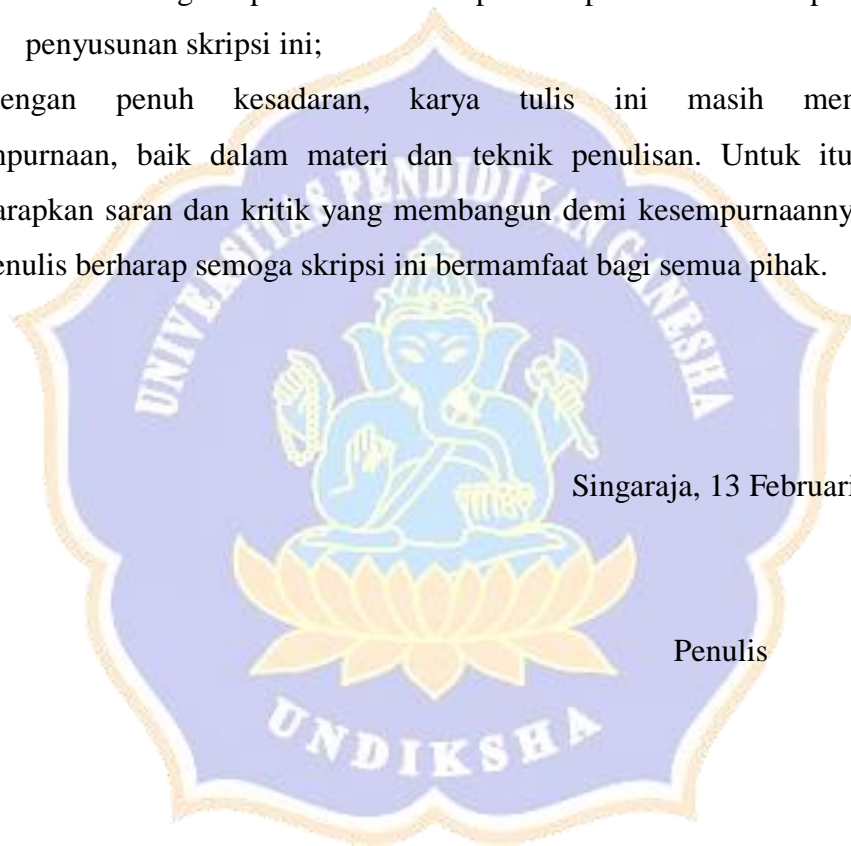 penyusunan skripsi ini;
engan penuh kesadaran, karya tulis ini masih men
npurnaan, baik dalam materi dan teknik penulisan. Untuk itu
arapkan saran dan kritik yang membangun demi kesempurnaanny
enulis berharap semoga skripsi ini bermamfaat bagi semua pihak.
UNIVERSITAS PENDIDIKAN GANESHA
Singaraja, 13 Februari
Penulis
UNDIKSHA